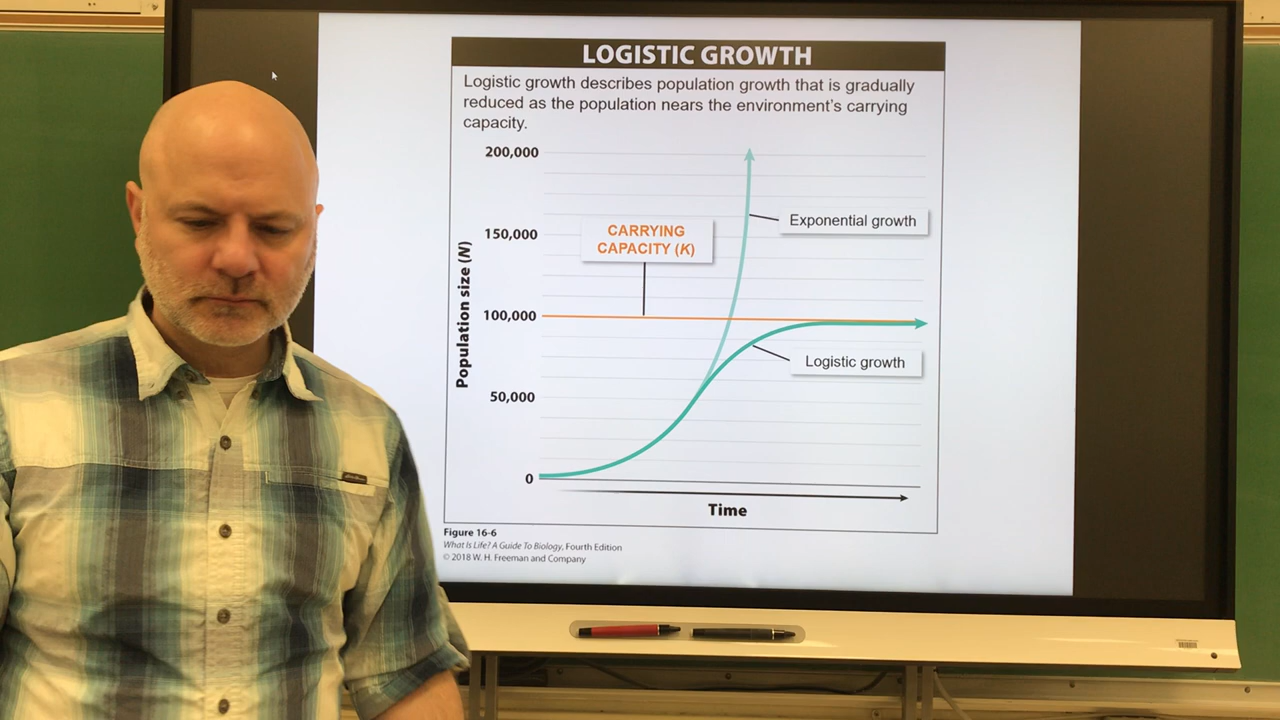 LOGISTIC GROWTH
Logistic growth describes population growth that is gradually
reduced as the population nears the environment's carrying
capacity.
200,000
150,000
100,000
50,000
0
Population size (N)
CARRYING
CAPACITY (K)
Exponential growth
Logistic growth
Time
Figure 16-6
What Is Life? A Guide To Biology, Fourth Edition
© 2018 W. H. Freeman and Company